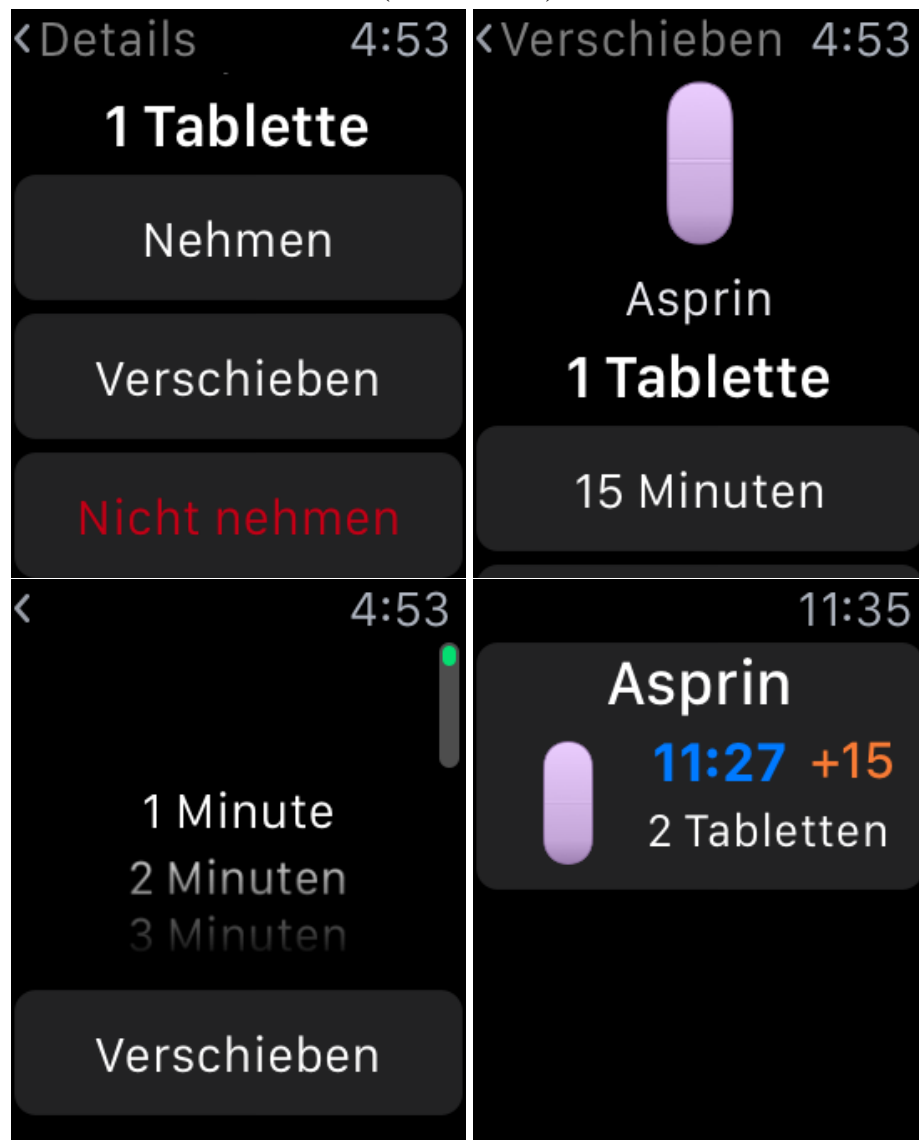 <Details 4:53
1 Tablette
Nehmen
Verschieben
Nicht nehmen
<Verschieben 4:53
Asprin
1 Tablette
15 Minuten
< 4:53
1 Minute
2 Minuten
3 Minuten
Verschieben
11:35
Asprin
11:27 +15
2 Tabletten